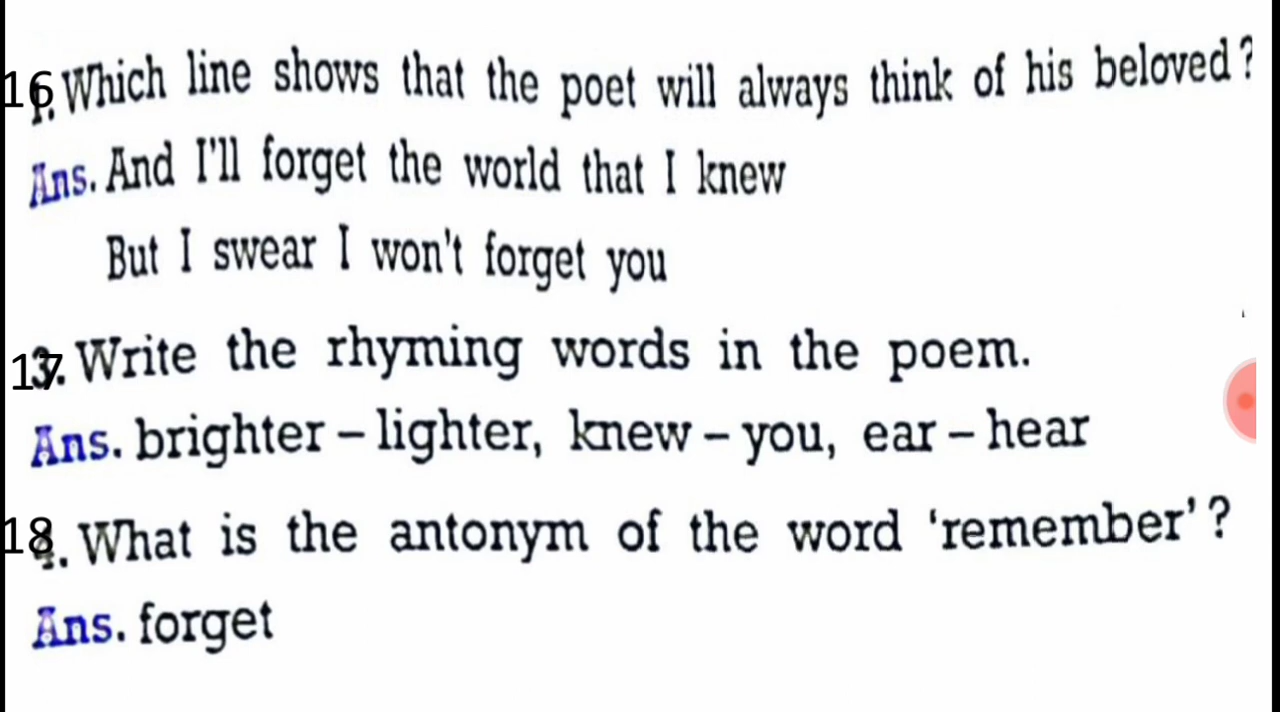 16. Which line shows that the poet will always think of his beloved?
Ans. And I'll forget the world that I knew
But I swear I won't forget you
17. Write the rhyming words in the poem.
Ans. brighter – lighter, knew – you, ear – hear
18. What is the antonym of the word ‘remember’?
Ans. forget